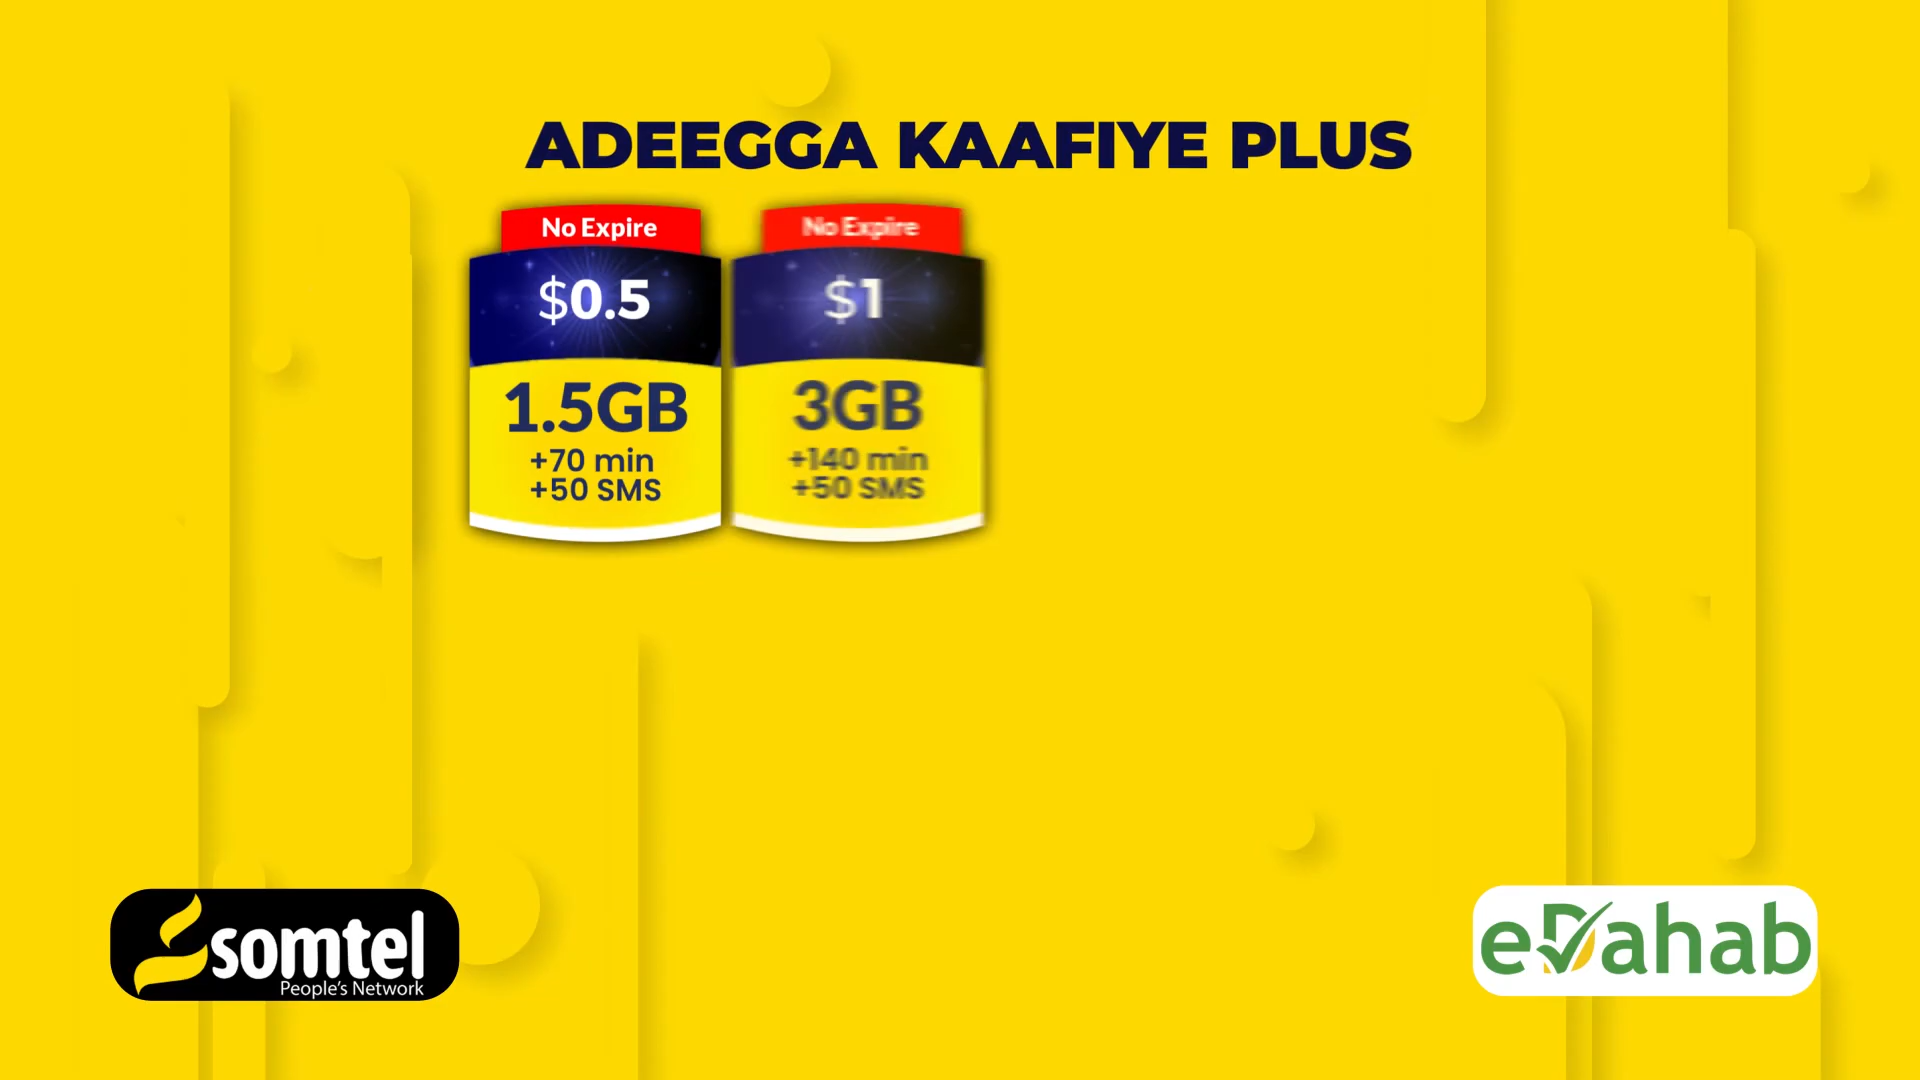 ADEEGGA KAAFIYE PLUS
No Expire
$0.5
1.5GB
+70 min
+50 SMS
No Expire
$1
3GB
+140 min
+50 SMS
somtel
People's Network
eDahab